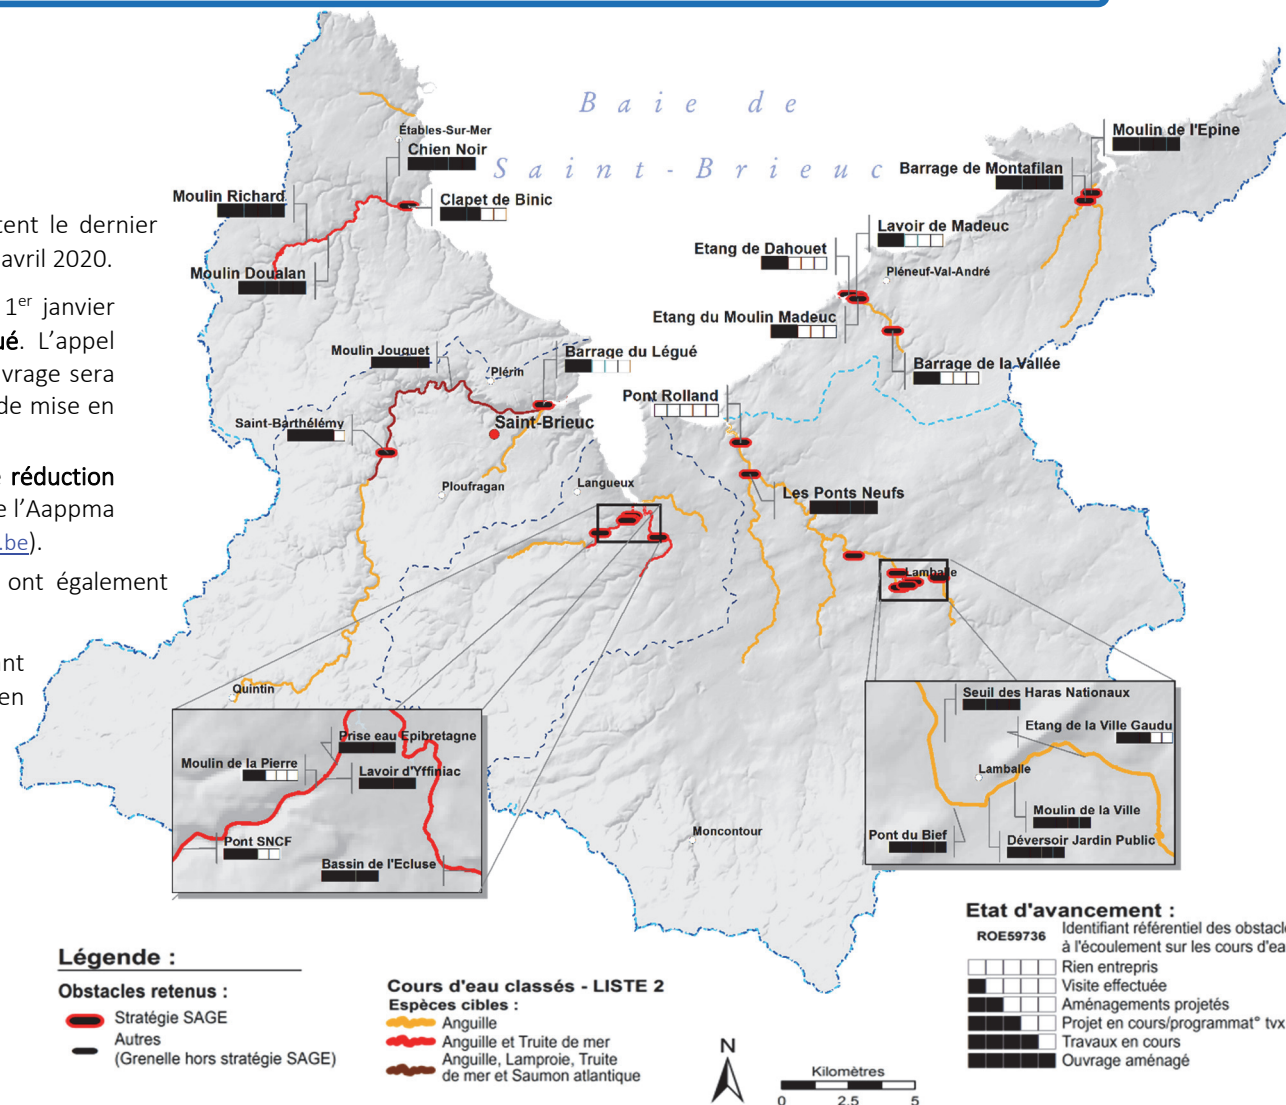 tent le dernier
avril 2020.
1er janvier
ué. L'appel
vrage sera
de mise en
e réduction
e l'Aappma
.be).
ont également
ant
en
Baie de
Saint-Brieuc
Étables-Sur-Mer
Chien Noir
Moulin Richard
Clapet de Binic
Moulin Doualan
Moulin de l'Epine
Barrage de Montafilan
Lavoir de Madeuc
Etang de Dahouet
Pléneuf-Val-André
Etang du Moulin Madeuc
Moulin Jouguet
Plérin
Barrage du Légué
Barrage de la Vallée
Pont Rolland
Saint-Barthélémy
Saint-Brieuc
Ploufragan
Langueux
Les Ponts Neufs
Lamballe
Quintin
Prise eau Epibretagne
Moulin de la Pierre
Lavoir d'Yffiniac
Pont SNCF
Bassin de l'Ecluse
Moncontour
Seuil des Haras Nationaux
Etang de la Ville Gaudu
Lamballe
Moulin de la Ville
Pont du Bief
Déversoir Jardin Public
Légende :
Obstacles retenus :
Stratégie SAGE
Autres
(Grenelle hors stratégie SAGE)
Cours d'eau classés - LISTE 2
Espèces cibles :
Anguille
Anguille et Truite de mer
Anguille, Lamproie, Truite
de mer et Saumon atlantique
N
Kilomètres
0 2,5 5
Etat d'avancement :
ROE59736 Identifiant référentiel des obstacle
à l'écoulement sur les cours d'ea
Rien entrepris
Visite effectuée
Aménagements projetés
Projet en cours/programmat° tvx
Travaux en cours
Ouvrage aménagé